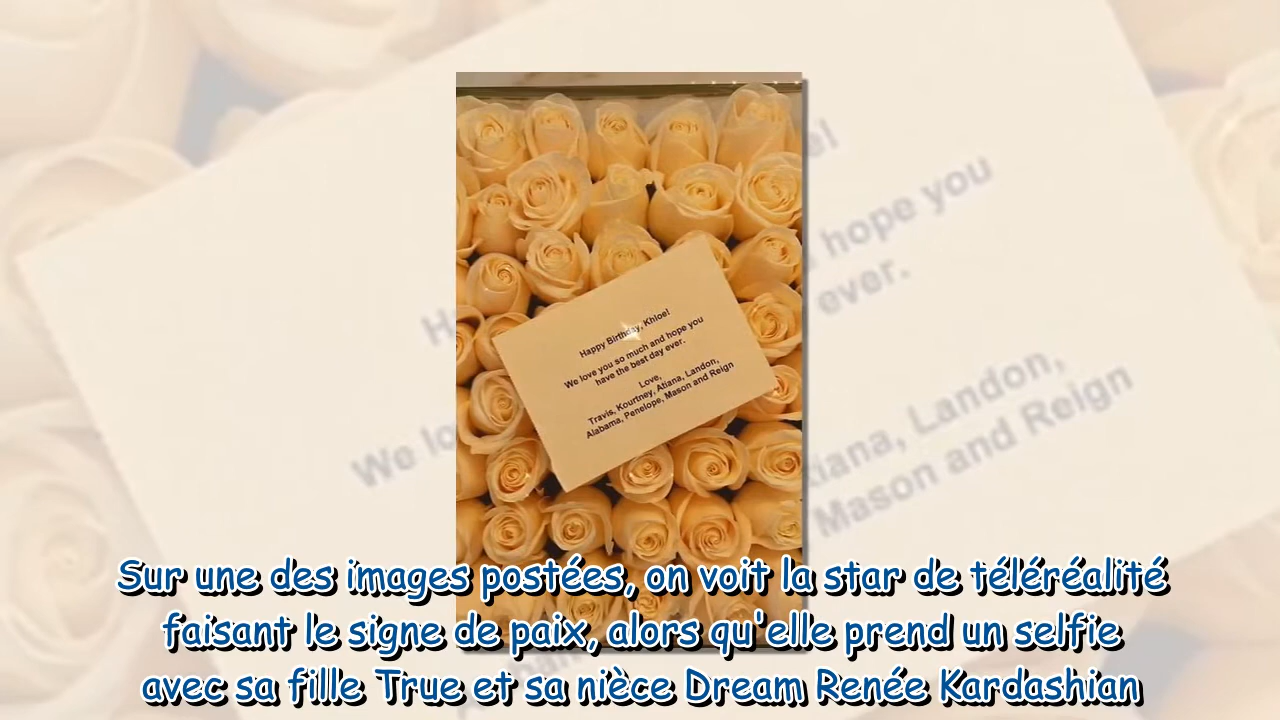 Happy Birthday, Khloe!
We love you so much and hope you
have the best day ever.
Love,
Travis, Kourtney, Atiana, Landon,
Alabama, Penelope, Mason and Reign
Sur une des images postées, on voit la star de téléréalité
faisant le signe de paix, alors qu'elle prend un selfie
avec sa fille True et sa nièce Dream Renée Kardashian